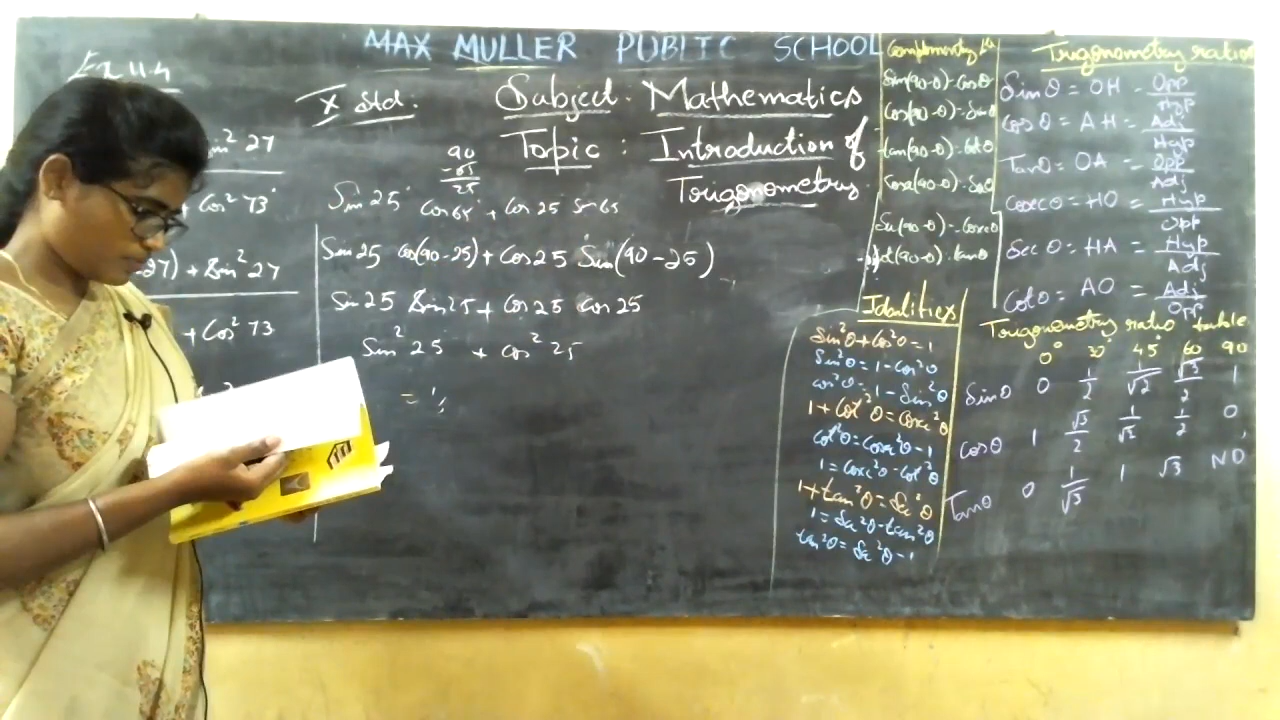 MAX MULLER PUBLIC SCHOOL
X Std. Subject: Mathematics
Topic: Introduction of
Trigonometry
sin² 27
+ Cos² 73°
27) + Sin² 27
+ Cos² 73
90
-65
25
Sin 25° Cos 65° + Cos 25 Sin 65
Sin 25 Cos(90-25) + Cos 25 Sin(90-25)
Sin 25 Sin 25 + Cos 25 Cos 25
Sin² 25 + Cos² 25
= 1
Sin(90-θ) - Cosθ
Cos(90-θ) - Sinθ
tan(90-θ) - Cotθ
Cosec(90-θ) - Secθ
Sec(90-θ) - Cosecθ
Cot(90-θ) - tanθ
Trigonometry ratio
Sinθ = OH - Opp/Hyp
Cosθ = AH = Adj/Hyp
Tanθ = OA = Opp/Adj
Cosecθ = HO = Hyp/Opp
Secθ = HA = Hyp/Adj
Cotθ = AO = Adj/Opp
Idalities
Sin²θ + Cos²θ = 1
Sin²θ = 1 - Cos²θ
Cos²θ = 1 - Sin²θ
1 + Cot²θ = Cosec²θ
Cot²θ = Cosec²θ - 1
1 = Cosec²θ - Cot²θ
1 + tan²θ = Sec²θ
1 = Sec²θ - tan²θ
tan²θ = Sec²θ - 1
Trigonometry ratio table
0° 30° 45° 60 90
Sinθ 0 1/2 1/√2 √3/2 1
Cosθ 1 √3/2 1/√2 1/2 0
Tanθ 0 1/√3 1 √3 ND